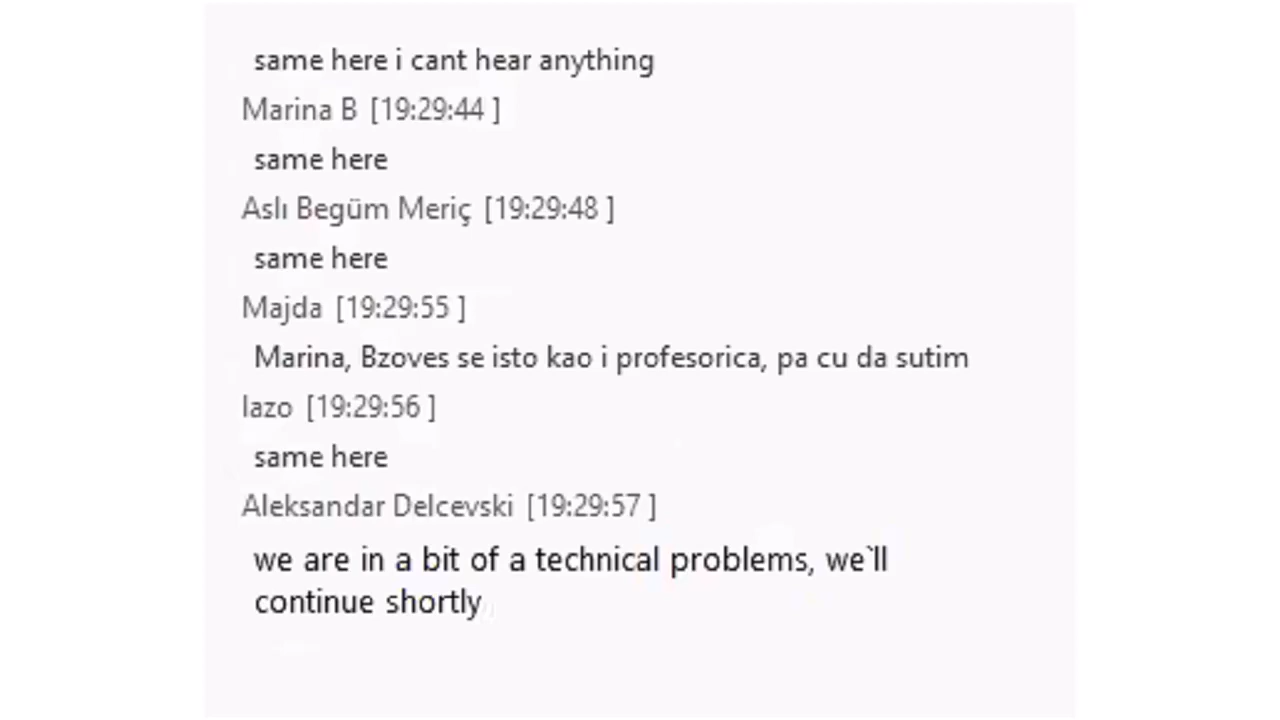 same here i cant hear anything
Marina B [19:29:44 ]
same here
Aslı Begüm Meriç [19:29:48 ]
same here
Majda [19:29:55 ]
Marina, Bzoves se isto kao i profesorica, pa cu da sutim
lazo [19:29:56 ]
same here
Aleksandar Delcevski [19:29:57 ]
we are in a bit of a technical problems, we`ll
continue shortly